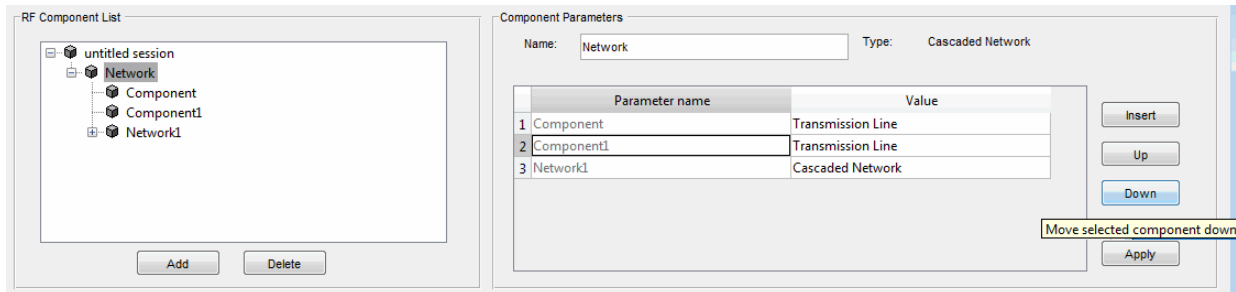 RF Component List
untitled session
Network
Component
Component1
Network1
Add Delete
Component Parameters
Name: Network Type: Cascaded Network
Parameter name Value
1 Component Transmission Line
2 Component1 Transmission Line
3 Network1 Cascaded Network
Insert
Up
Down
Move selected component down
Apply